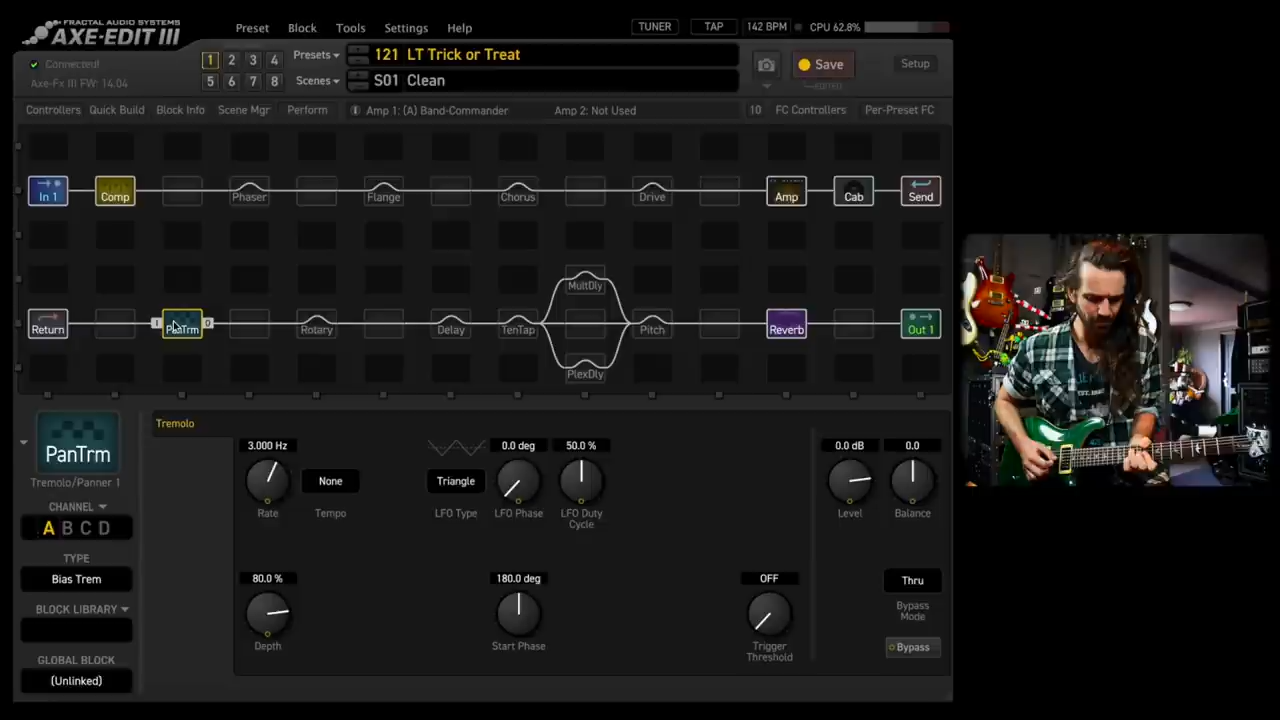 FRACTAL AUDIO SYSTEMS
AXE-EDIT III
Preset Block Tools Settings Help
TUNER TAP 142 BPM CPU 62.8%
Connected!
Axe-Fx III FW: 14.04
1 2 3 4
5 6 7 8
Presets 121 LT Trick or Treat
Scenes S01 Clean
Save
EDITED
Setup
Controllers Quick Build Block Info Scene Mgr Perform Amp 1: (A) Band-Commander Amp 2: Not Used 10 FC Controllers Per-Preset FC
In 1 Comp Phaser Flange Chorus Drive Amp Cab Send
MultDly
Return I PanTrm O Rotary Delay TenTap Pitch Reverb Out 1
PlexDly
PanTrm
Tremolo/Panner 1
CHANNEL
A B C D
TYPE
Bias Trem
BLOCK LIBRARY
GLOBAL BLOCK
(Unlinked)
Tremolo
3.000 Hz 0.0 deg 50.0 % 0.0 dB 0.0
None Triangle
Rate Tempo LFO Type LFO Phase LFO Duty Cycle Level Balance
80.0 % 180.0 deg OFF Thru
Depth Start Phase Trigger Threshold Bypass Mode
Bypass